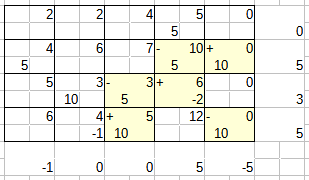 2 2 4 5 0
5 0
4 6 7 - 10 + 0
5 5 10 5
5 3 - 3 + 6 0
10 5 -2 3
6 4 + 5 12 - 0
-1 10 10 5
-1 0 0 5 -5